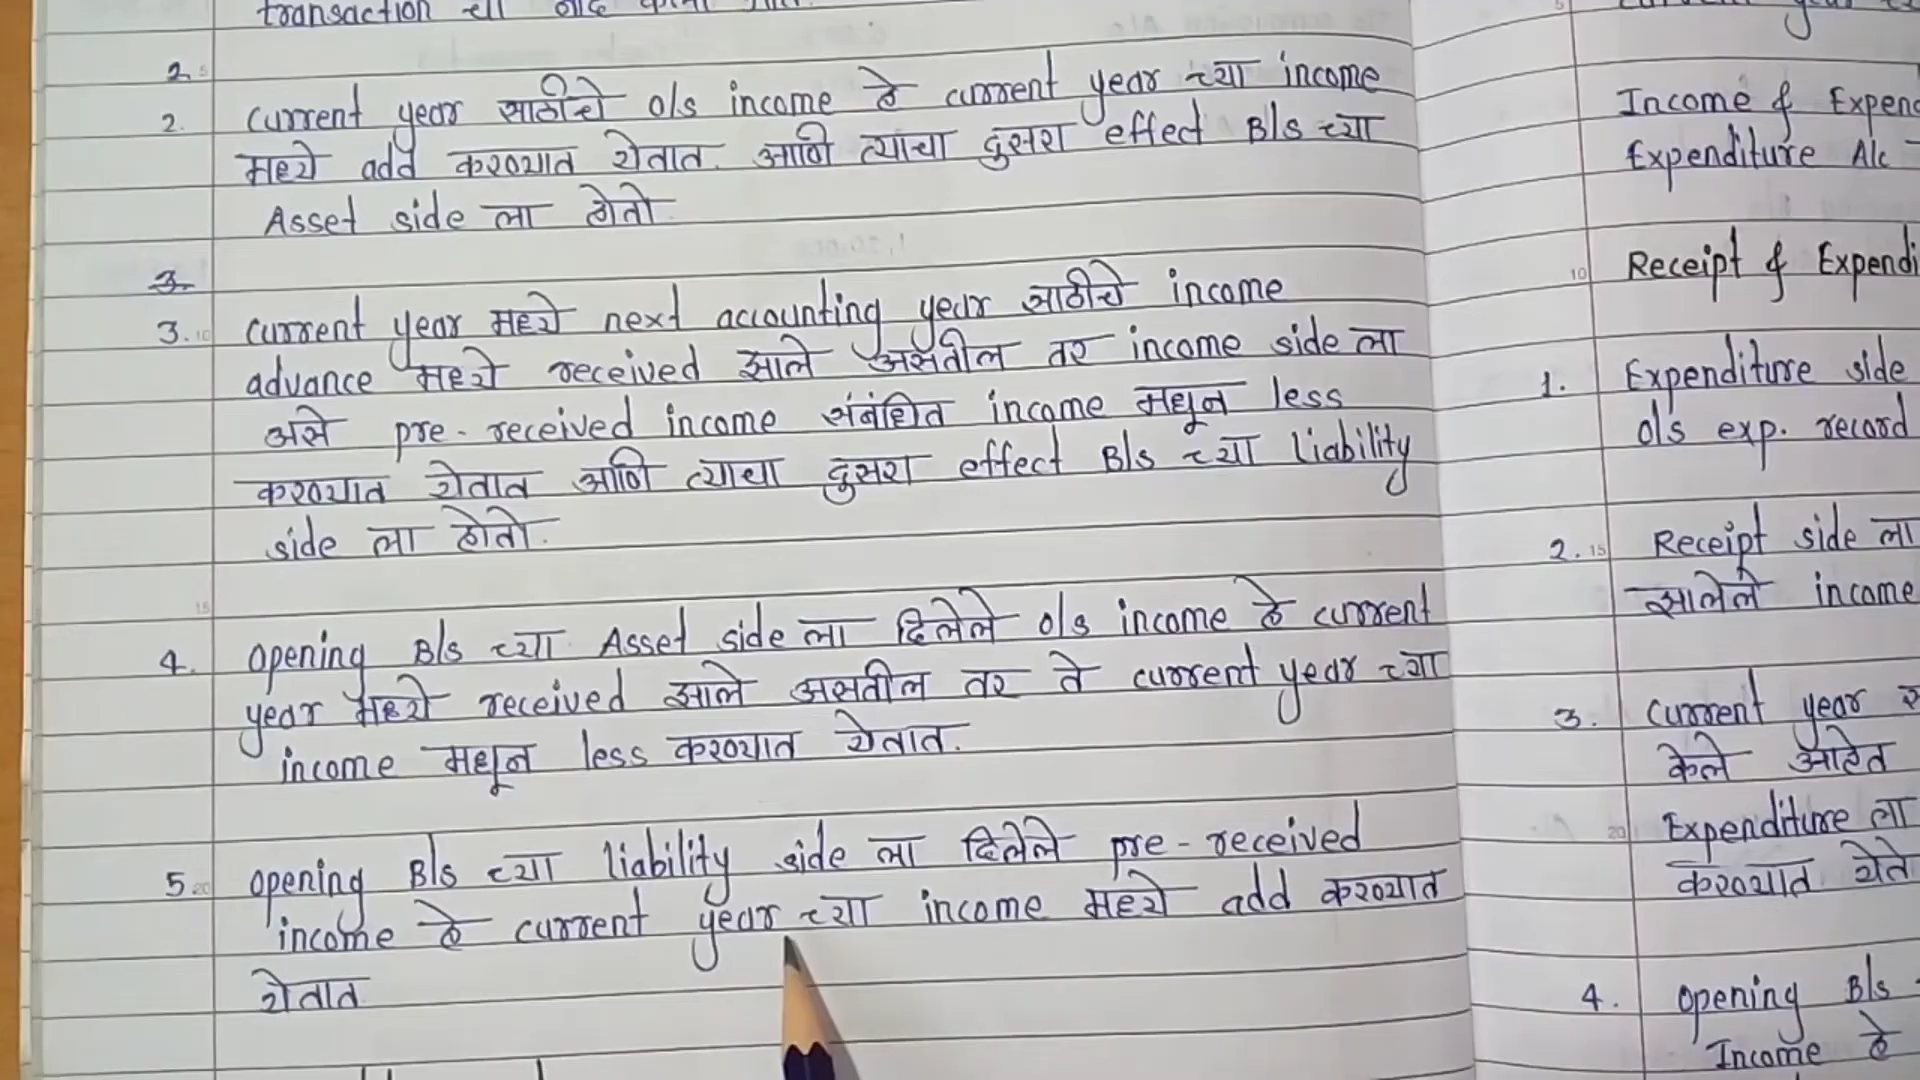 transaction ची नोंद
2.
2. current year साठीचे o/s income हे current year च्या income
मध्ये add करण्यात येतात. आणि त्याचा दुसरा effect B/s च्या
Asset side ला होतो
3.
3. current year मध्ये next accounting year साठीचे income
advance मध्ये received झाले असतील तर income side ला
असे pre-received income संबंधित income मधून less
करण्यात येतात आणि त्याचा दुसरा effect B/s च्या liability
side ला होतो.
4. opening B/s च्या Asset side ला दिलेले o/s income हे current
year मध्ये received झाले असतील तर ते current year च्या
income मधून less करण्यात येतात.
5. opening B/s च्या liability side ला दिलेले pre-received
income हे current year च्या income मध्ये add करण्यात
येतात
Income & Expend
Expenditure A/c
Receipt & Expendi
1. Expenditure side
o/s exp. record
2. Receipt side ला
झालेले income
3. current year
केले आहेत
Expenditure ला
करण्यात येते
4. opening B/s
Income हे